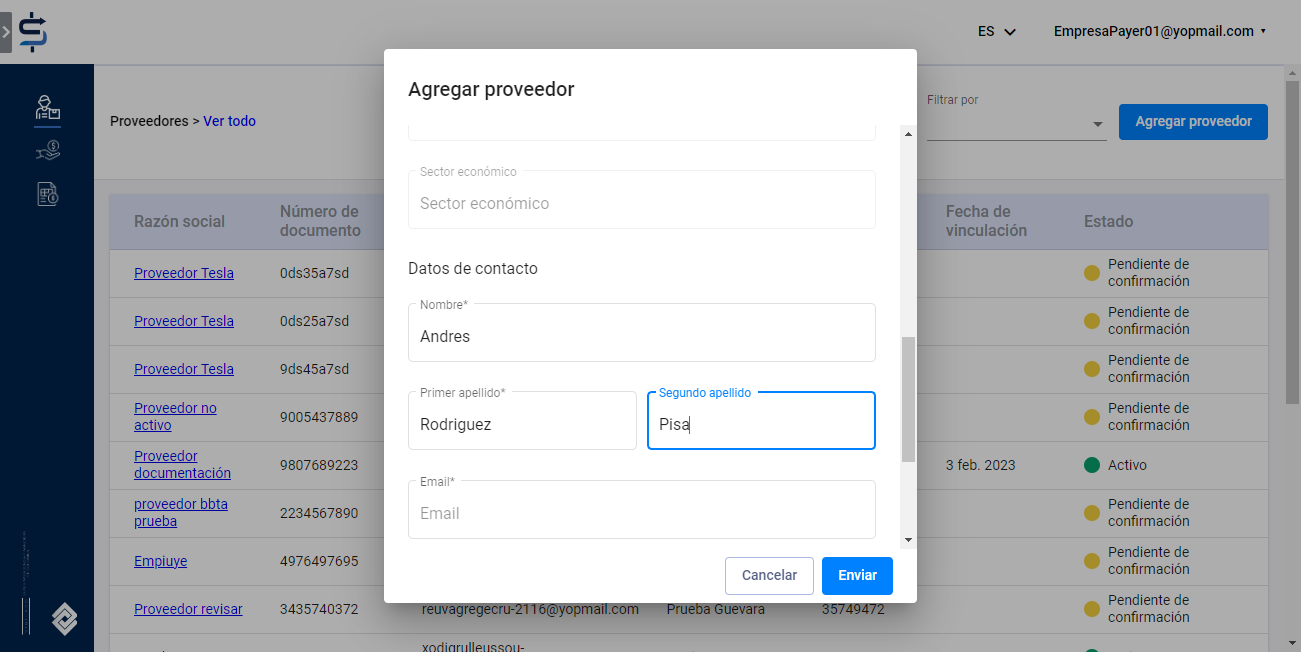 ES
EmpresaPayer01@yopmail.com
Proveedores > Ver todo
Filtrar por
Agregar proveedor
Razón social
Número de
documento
Fecha de
vinculación
Estado
Proveedor Tesla
0ds35a7sd
Pendiente de
confirmación
Proveedor Tesla
0ds25a7sd
Pendiente de
confirmación
Proveedor Tesla
9ds45a7sd
Pendiente de
confirmación
Proveedor no
activo
9005437889
Pendiente de
confirmación
Proveedor
documentación
9807689223
3 feb. 2023
Activo
proveedor bbta
prueba
2234567890
Pendiente de
confirmación
Empiuye
4976497695
Pendiente de
confirmación
Proveedor revisar
3435740372
reuvagregecru-2116@yopmail.com
Prueba Guevara
35749472
Pendiente de
confirmación
xodigrulleussou-
Agregar proveedor
Sector económico
Sector económico
Datos de contacto
Nombre*
Andres
Primer apellido*
Rodriguez
Segundo apellido
Pisa
Email*
Email
Cancelar
Enviar